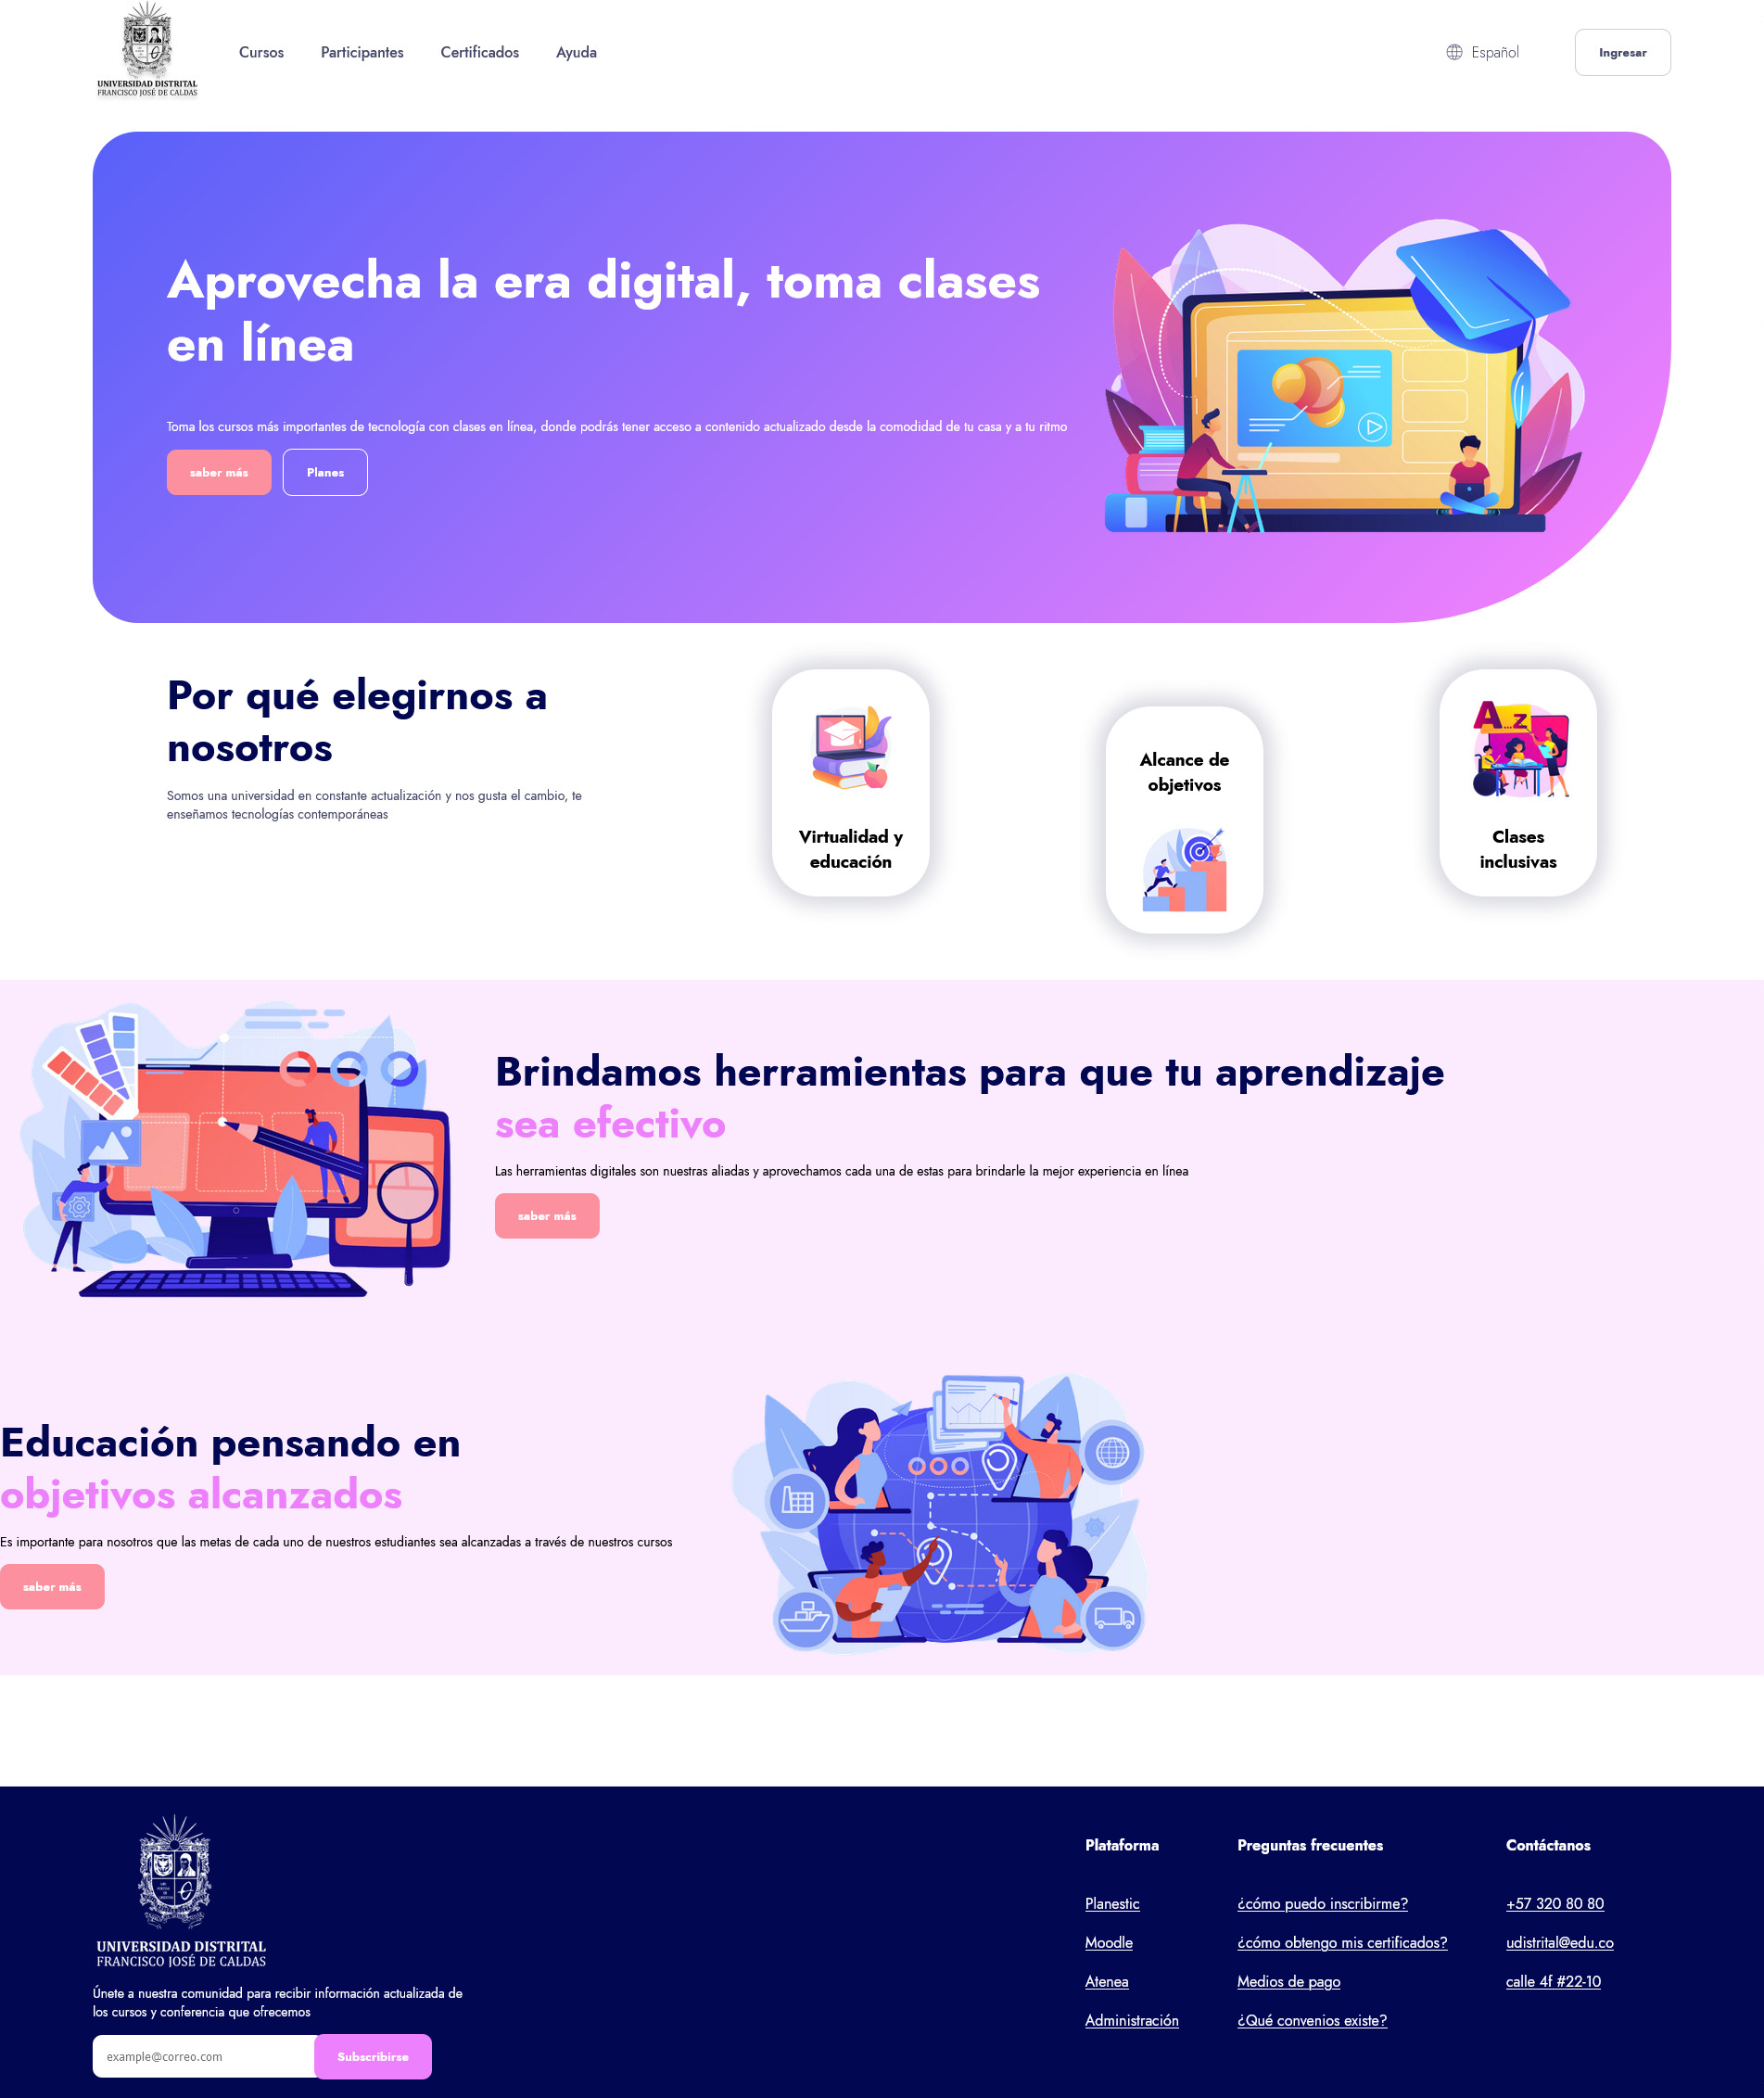 UNIVERSIDAD DISTRITAL
FRANCISCO JOSÉ DE CALDAS
Cursos
Participantes
Certificados
Ayuda
Español
Ingresar
Aprovecha la era digital, toma clases
en línea
Toma los cursos más importantes de tecnología con clases en línea, donde podrás tener acceso a contenido actualizado desde la comodidad de tu casa y a tu ritmo
saber más
Planes
Por qué elegirnos a
nosotros
Somos una universidad en constante actualización y nos gusta el cambio, te
enseñamos tecnologías contemporáneas
Virtualidad y
educación
Alcance de
objetivos
A...z
Clases
inclusivas
Brindamos herramientas para que tu aprendizaje
sea efectivo
Las herramientas digitales son nuestras aliadas y aprovechamos cada una de estas para brindarle la mejor experiencia en línea
saber más
Educación pensando en
objetivos alcanzados
Es importante para nosotros que las metas de cada uno de nuestros estudiantes sea alcanzadas a través de nuestros cursos
saber más
UNIVERSIDAD DISTRITAL
FRANCISCO JOSÉ DE CALDAS
Únete a nuestra comunidad para recibir información actualizada de
los cursos y conferencia que ofrecemos
example@correo.com
Subscribirse
Plataforma
Planestic
Moodle
Atenea
Administración
Preguntas frecuentes
¿cómo puedo inscribirme?
¿cómo obtengo mis certificados?
Medios de pago
¿Qué convenios existe?
Contáctanos
+57 320 80 80
udistrital@edu.co
calle 4f #22-10